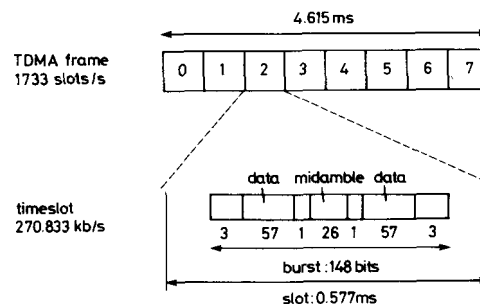 4.615 ms
TDMA frame
1733 slots/s
0 1 2 3 4 5 6 7
data midamble data
timeslot
270.833 kb/s
3 57 1 26 1 57 3
burst : 148 bits
slot: 0.577ms